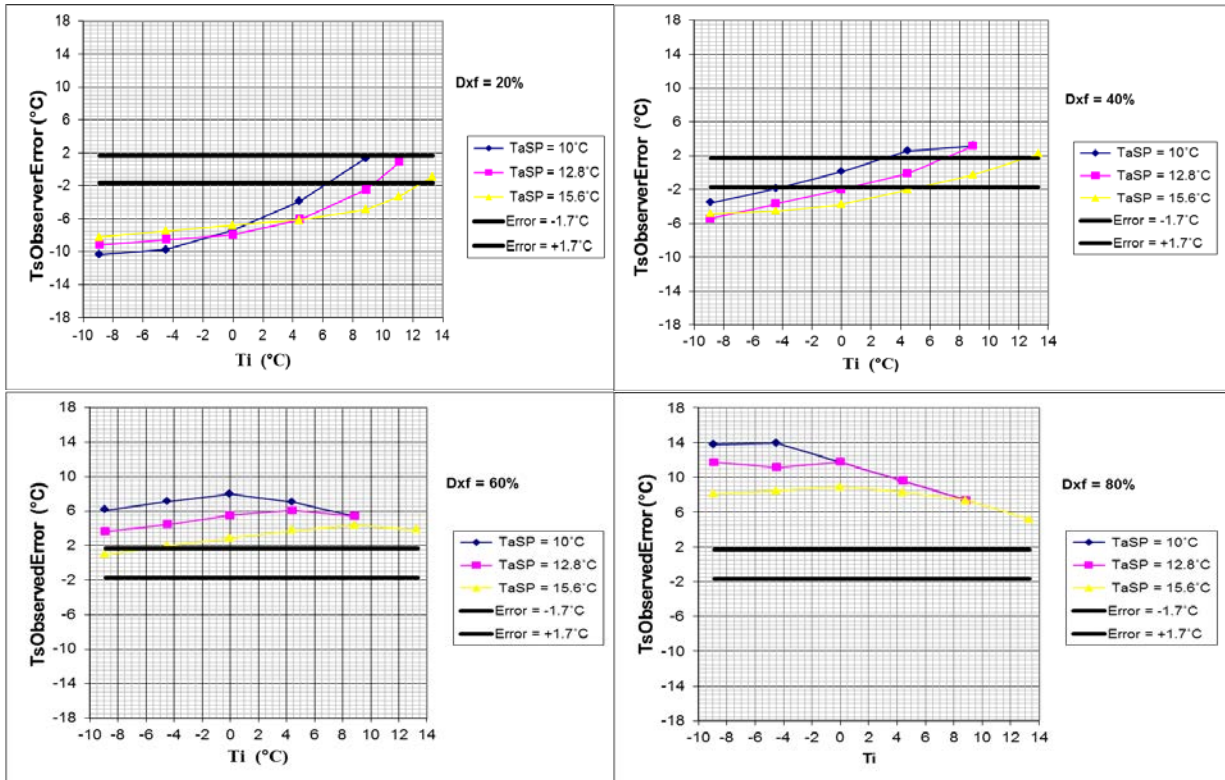 TsObserverError (°C)
18
14
10
6
2
-2
-6
-10
-14
-18
-10 -8 -6 -4 -2 0 2 4 6 8 10 12 14
Ti (°C)
Dxf = 20%
TaSP = 10°C
TaSP = 12.8°C
TaSP = 15.6°C
Error = -1.7°C
Error = +1.7°C
TsObserverError (°C)
18
14
10
6
2
-2
-6
-10
-14
-18
-10 -8 -6 -4 -2 0 2 4 6 8 10 12 14
Ti (°C)
Dxf = 40%
TaSP = 10°C
TaSP = 12.8°C
TaSP = 15.6°C
Error = -1.7°C
Error = +1.7°C
TsObservedError (°C)
18
14
10
6
2
-2
-6
-10
-14
-18
-10 -8 -6 -4 -2 0 2 4 6 8 10 12 14
Ti (°C)
Dxf = 60%
TaSP = 10°C
TaSP = 12.8°C
TaSP = 15.6°C
Error = -1.7°C
Error = +1.7°C
TsObservedError (°C)
18
14
10
6
2
-2
-6
-10
-14
-18
-10 -8 -6 -4 -2 0 2 4 6 8 10 12 14
Ti
Dxf = 80%
TaSP = 10°C
TaSP = 12.8°C
TaSP = 15.6°C
Error = -1.7°C
Error = +1.7°C